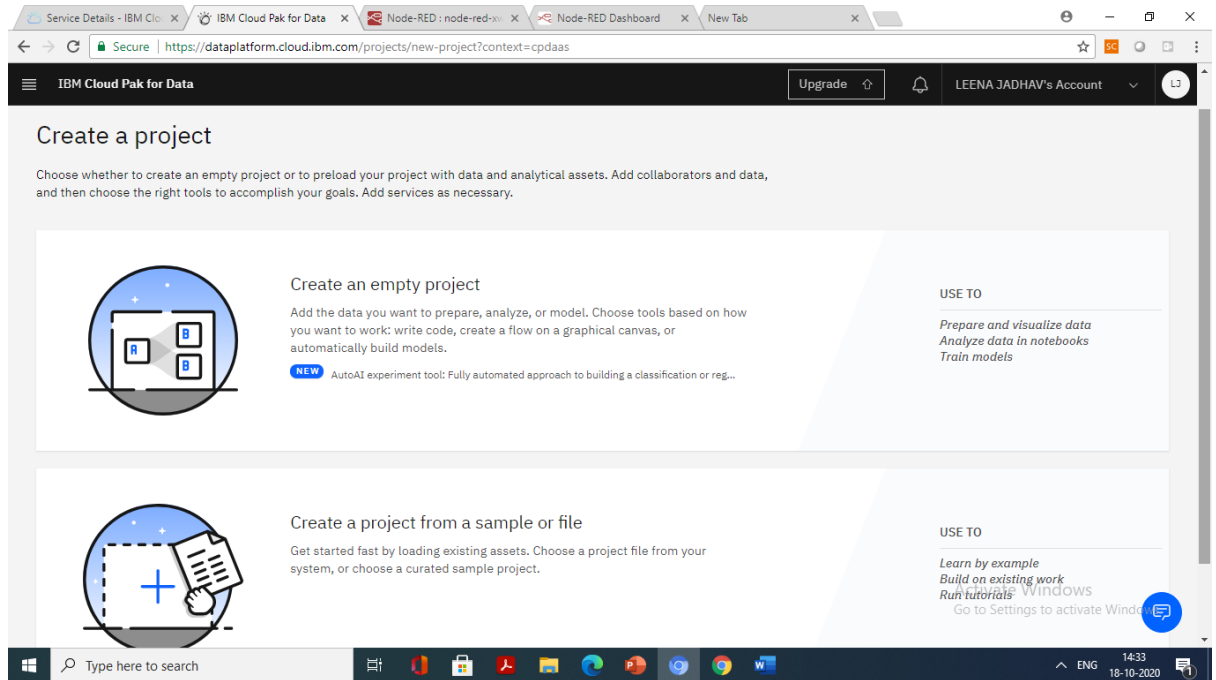 Service Details - IBM Clo
IBM Cloud Pak for Data
Node-RED : node-red-xw
Node-RED Dashboard
New Tab
Secure | https://dataplatform.cloud.ibm.com/projects/new-project?context=cpdaas
SC
IBM Cloud Pak for Data
Upgrade
LEENA JADHAV's Account
LJ
Create a project
Choose whether to create an empty project or to preload your project with data and analytical assets. Add collaborators and data,
and then choose the right tools to accomplish your goals. Add services as necessary.
A
B
B
Create an empty project
Add the data you want to prepare, analyze, or model. Choose tools based on how
you want to work: write code, create a flow on a graphical canvas, or
automatically build models.
NEW AutoAI experiment tool: Fully automated approach to building a classification or reg...
USE TO
Prepare and visualize data
Analyze data in notebooks
Train models
Create a project from a sample or file
Get started fast by loading existing assets. Choose a project file from your
system, or choose a curated sample project.
USE TO
Learn by example
Build on existing work
Run tutorials
Activate Windows
Go to Settings to activate Windows
Type here to search
ENG
14:33
18-10-2020
1